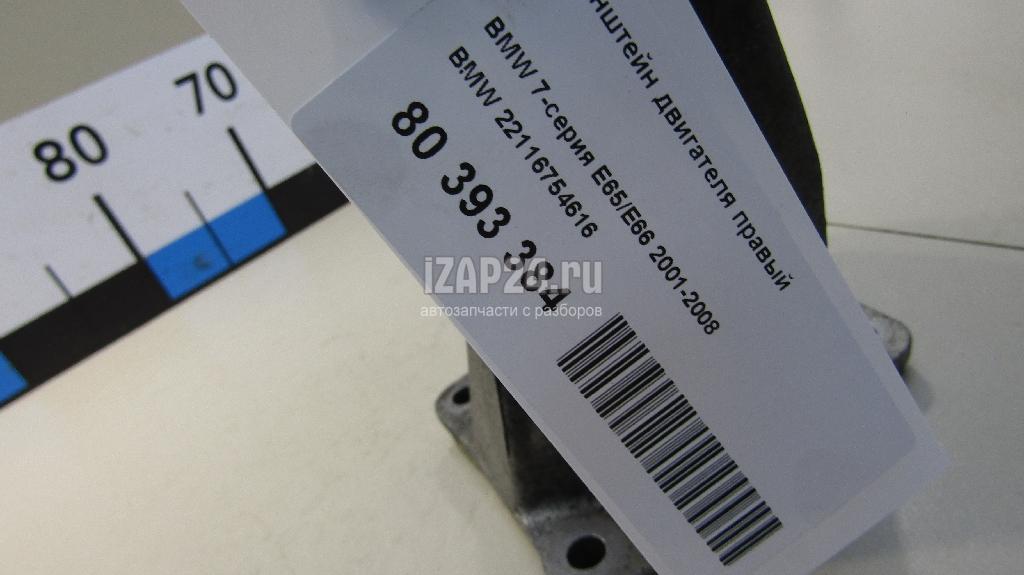 нштейн двигателя правый
BMW 7-серия E65/E66 2001-2008
BMW 22116754616
80 393 384
80 70
iZAP28.ru
автозапчасти с разборов